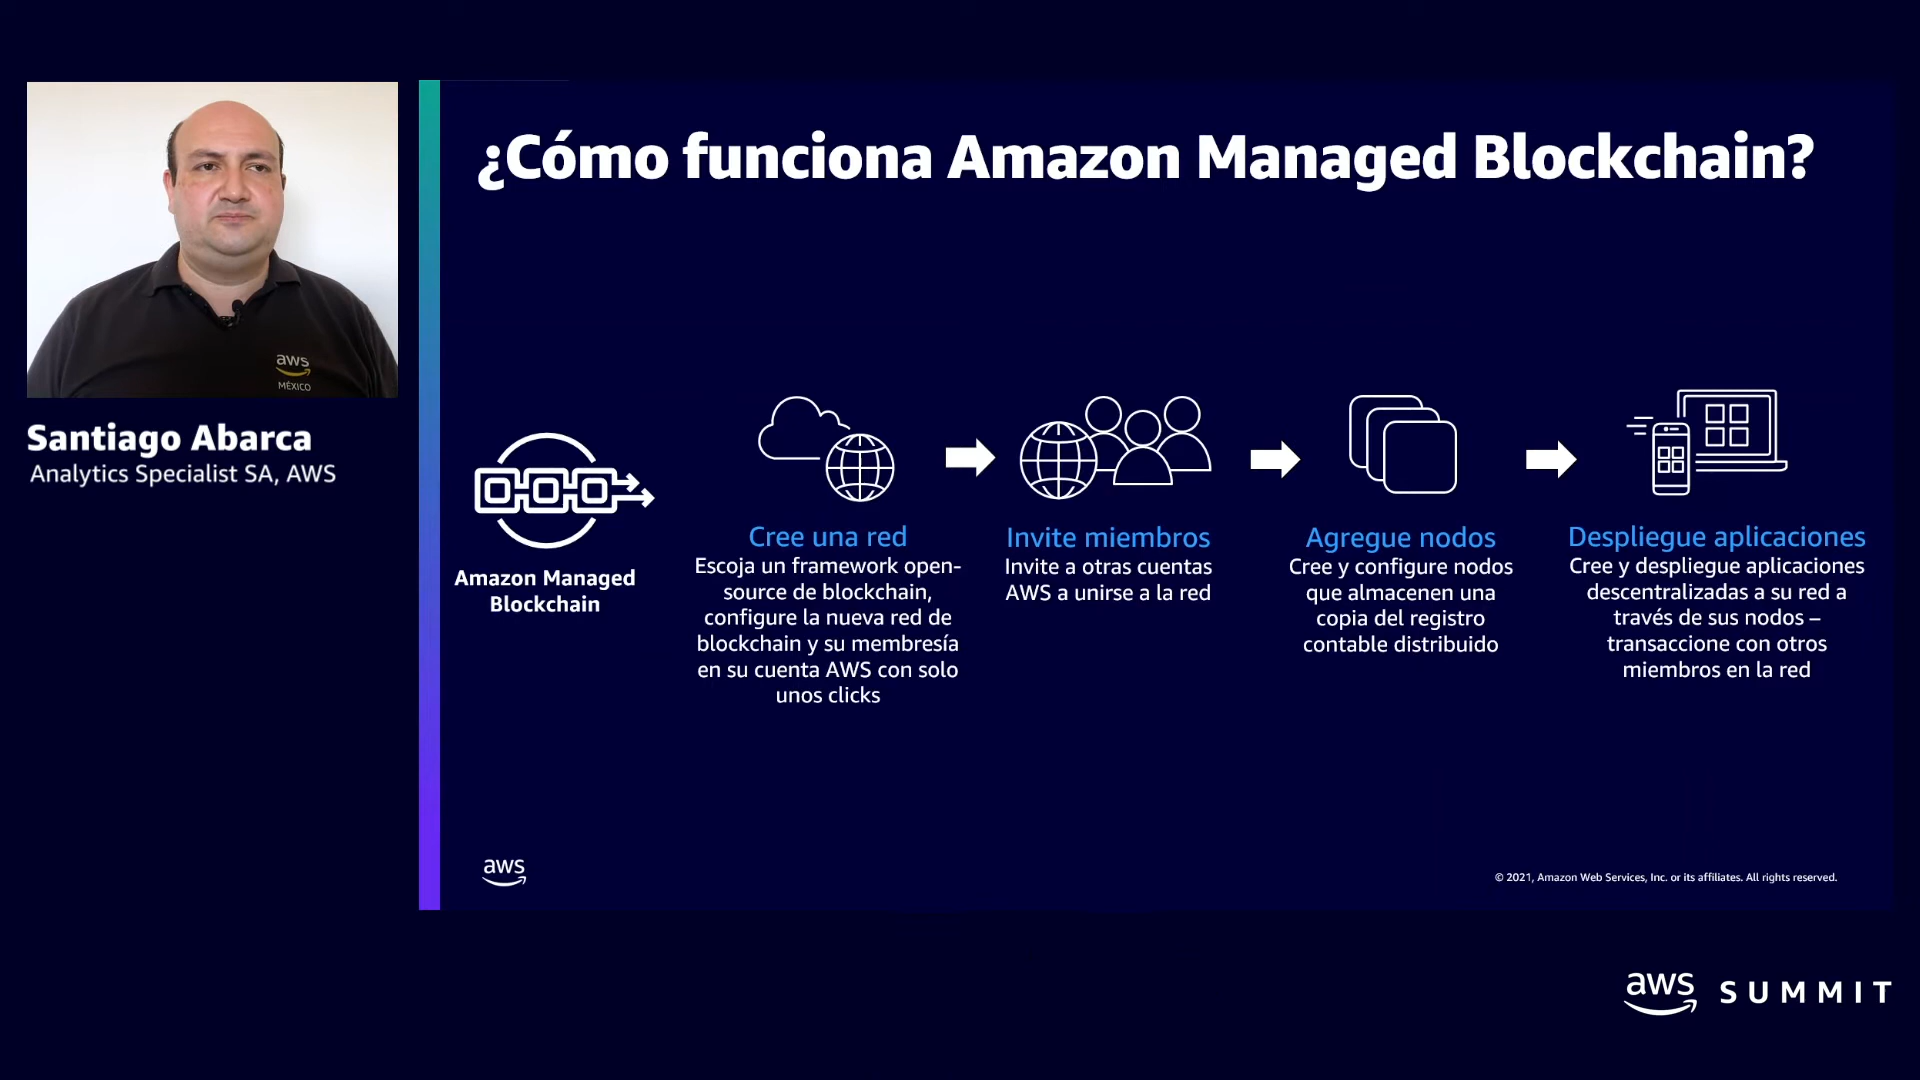 aws
MÉXICO
Santiago Abarca
Analytics Specialist SA, AWS
¿Cómo funciona Amazon Managed Blockchain?
Amazon Managed
Blockchain
Cree una red
Escoja un framework open-
source de blockchain,
configure la nueva red de
blockchain y su membresía
en su cuenta AWS con solo
unos clicks
Invite miembros
Invite a otras cuentas
AWS a unirse a la red
Agregue nodos
Cree y configure nodos
que almacenen una
copia del registro
contable distribuido
Despliegue aplicaciones
Cree y despliegue aplicaciones
descentralizadas a su red a
través de sus nodos –
transaccione con otros
miembros en la red
aws
© 2021, Amazon Web Services, Inc. or its affiliates. All rights reserved.
aws SUMMIT